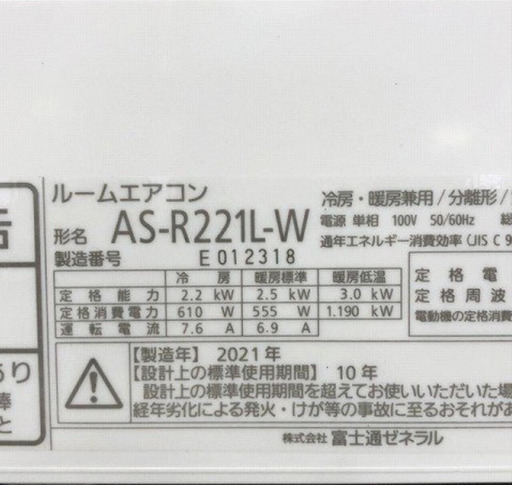 ルームエアコン
冷房・暖房兼用/分離形/
形名 AS-R221L-W
電源 単相 100V 50/60Hz 総
通年エネルギー消費効率(JIS C 9
製造番号 E 012318
冷 房 暖房標準 暖房低温
定格能力 2.2 kW 2.5 kW 3.0 kW
定格消費電力 610 W 555 W 1.190 kW
運転電流 7.6 A 6.9 A
定格電
定格周波
電動機の定格消費
告
あり
棒
と
【製造年】 2021年
【設計上の標準使用期間】 10年
設計上の標準使用期間を超えてお使いいただいた場
経年劣化による発火・けが等の事故に至るおそれがあ
株式会社 富士通ゼネラル